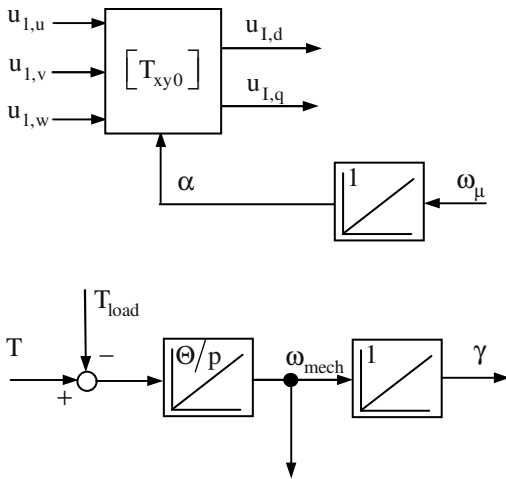 u1,u
u1,v
u1,w
[Txy0]
uI,d
uI,q
α
1
ωμ
Tload
T
−
+
Θ/p
ωmech
1
γ